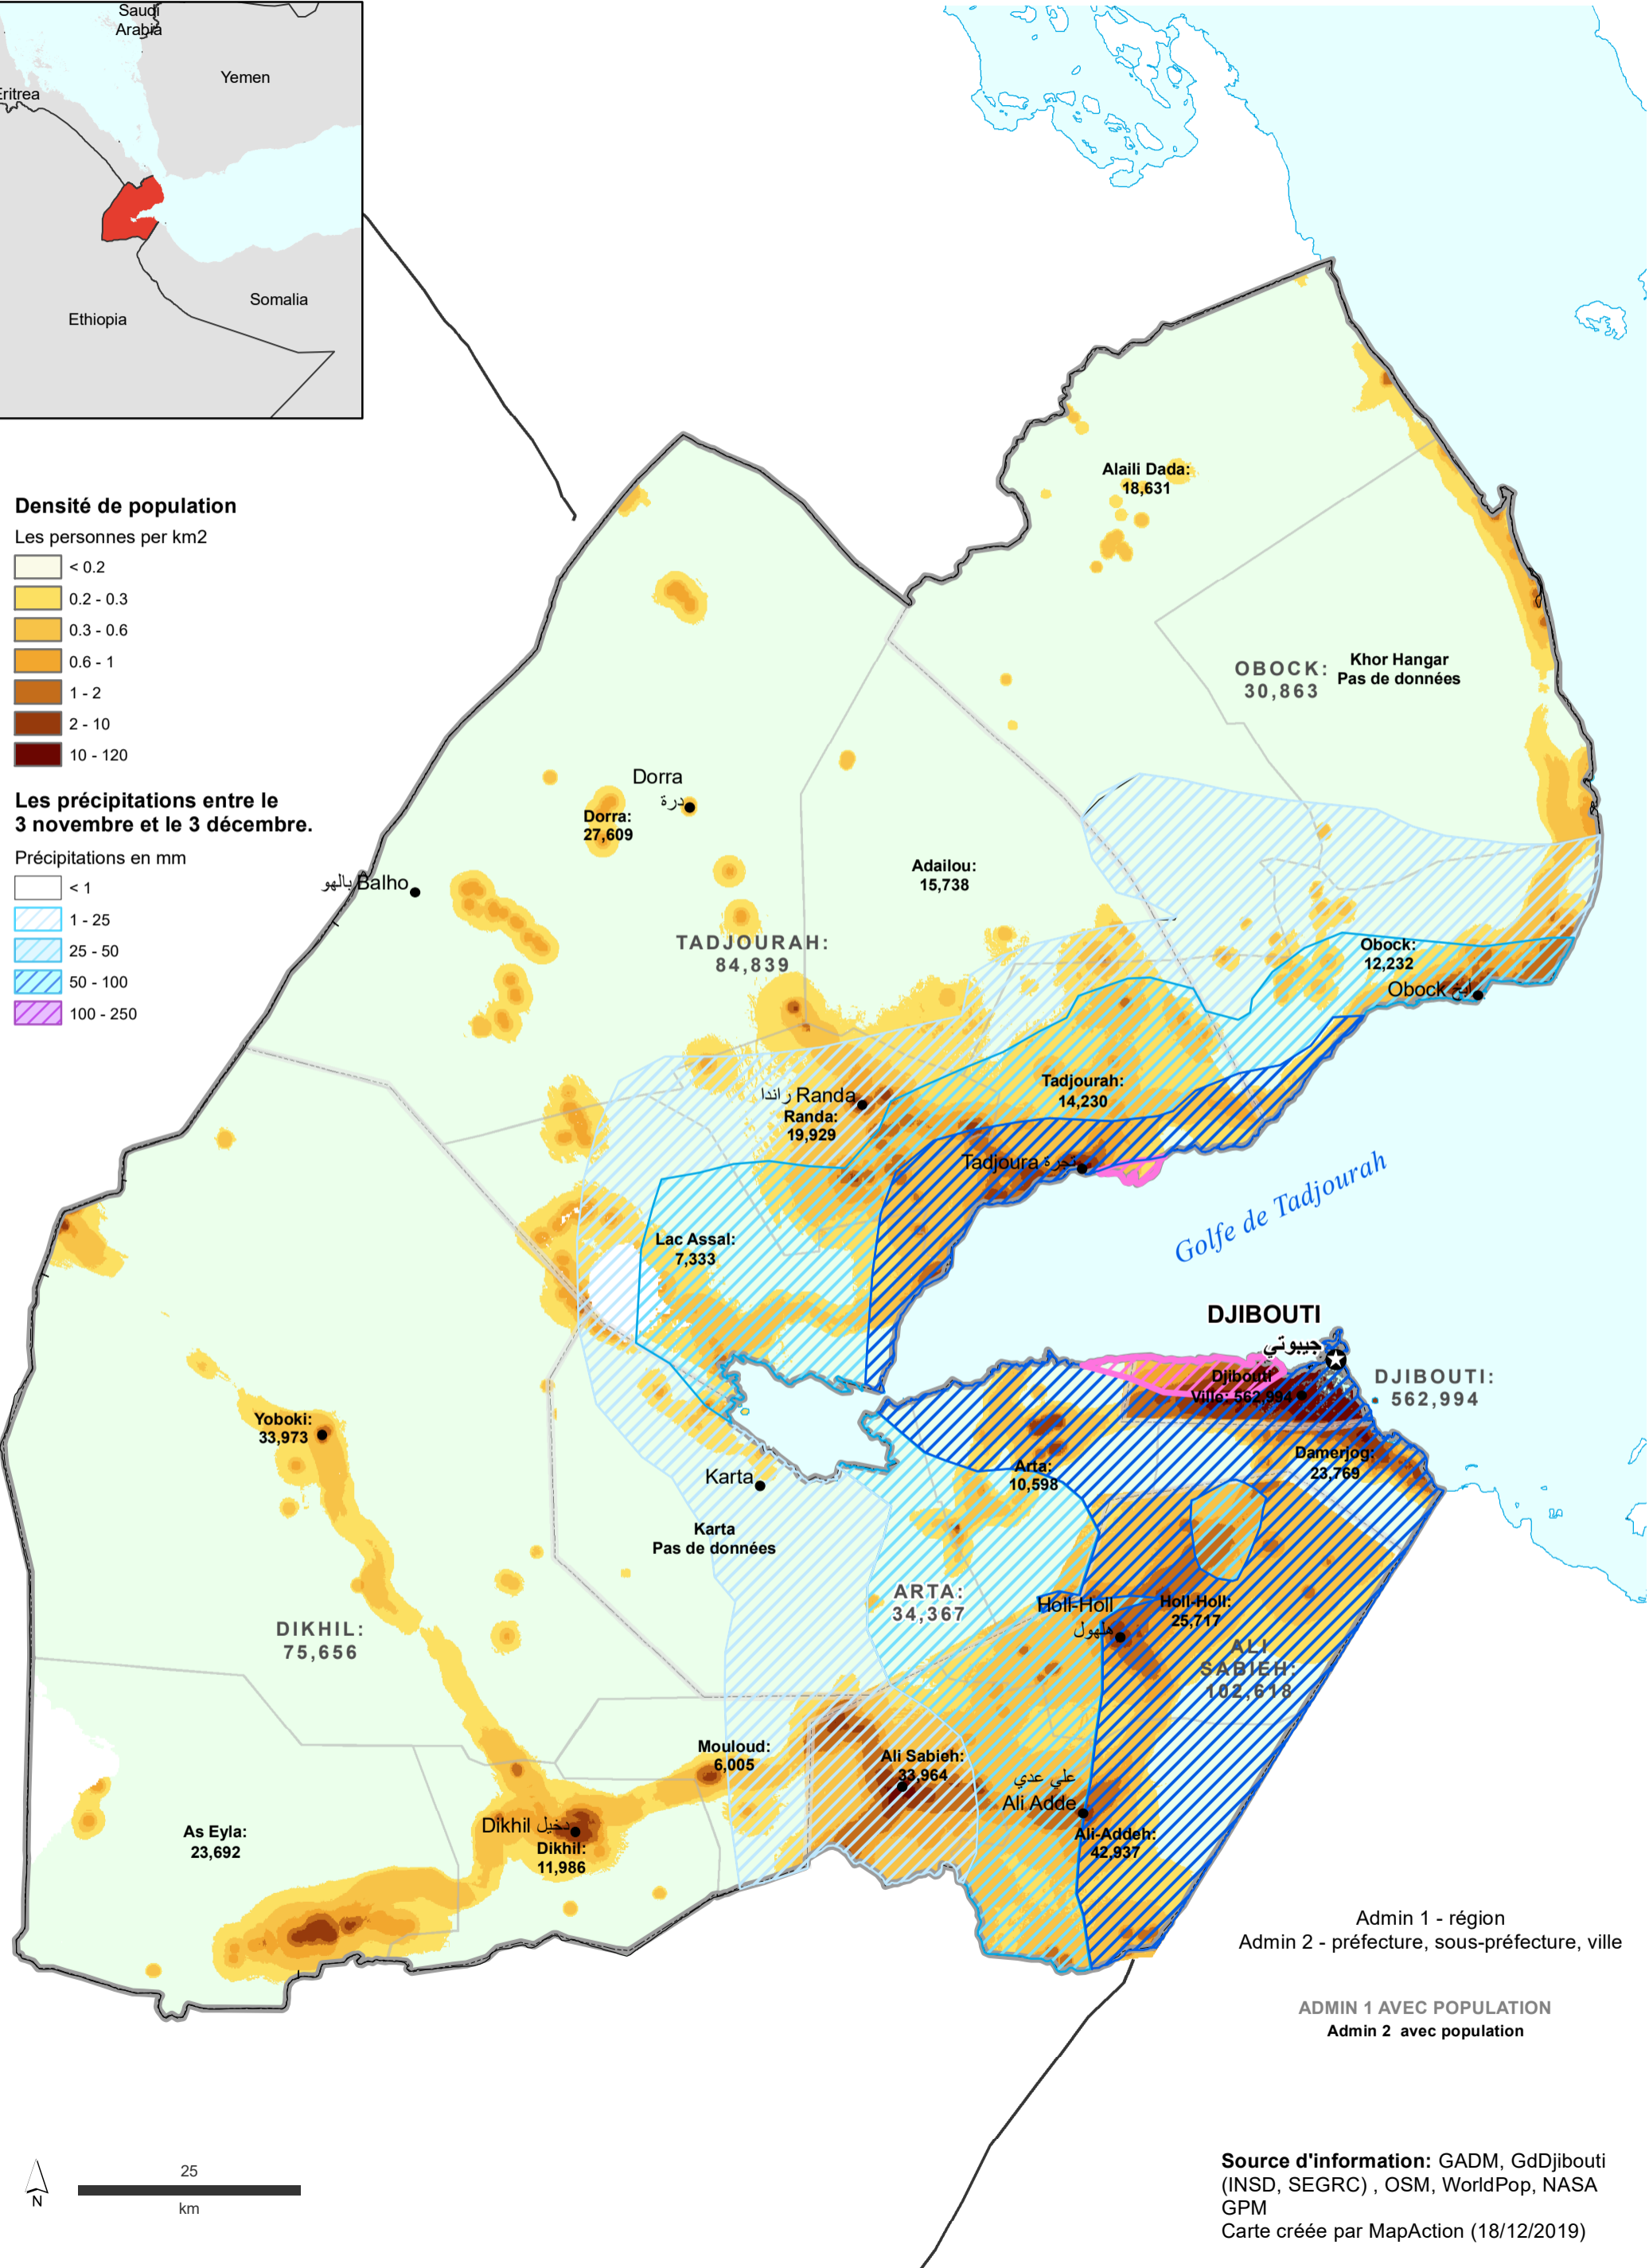 Saudi
Arabia
Yemen
Eritrea
Somalia
Ethiopia
Densité de population
Les personnes per km2
< 0.2
0.2 - 0.3
0.3 - 0.6
0.6 - 1
1 - 2
2 - 10
10 - 120
Les précipitations entre le
3 novembre et le 3 décembre.
Précipitations en mm
< 1
1 - 25
25 - 50
50 - 100
100 - 250
Alaili Dada:
18,631
OBOCK:
30,863
Khor Hangar
Pas de données
Dorra
درة
Dorra:
27,609
Balho بالهو
Adailou:
15,738
TADJOURAH:
84,839
Obock:
12,232
Obock
Randa راندا
Randa:
19,929
Tadjourah:
14,230
Tadjoura تجرة
Golfe de Tadjourah
Lac Assal:
7,333
DJIBOUTI
جيبوتي
Djibouti
Ville: 562,994
DJIBOUTI:
562,994
Yoboki:
33,973
Damerjog:
23,769
Arta:
10,598
Karta
Karta
Pas de données
ARTA:
34,367
Holl-Holl
هلهول
Holl-Holl:
25,717
DIKHIL:
75,656
ALI
SABIEH:
102,618
Mouloud:
6,005
Ali Sabieh:
33,964
علي عدي
Ali Adde
Ali-Addeh:
42,937
As Eyla:
23,692
Dikhil دخيل
Dikhil:
11,986
Admin 1 - région
Admin 2 - préfecture, sous-préfecture, ville
ADMIN 1 AVEC POPULATION
Admin 2 avec population
N
25
km
Source d'information: GADM, GdDjibouti
(INSD, SEGRC) , OSM, WorldPop, NASA
GPM
Carte créée par MapAction (18/12/2019)